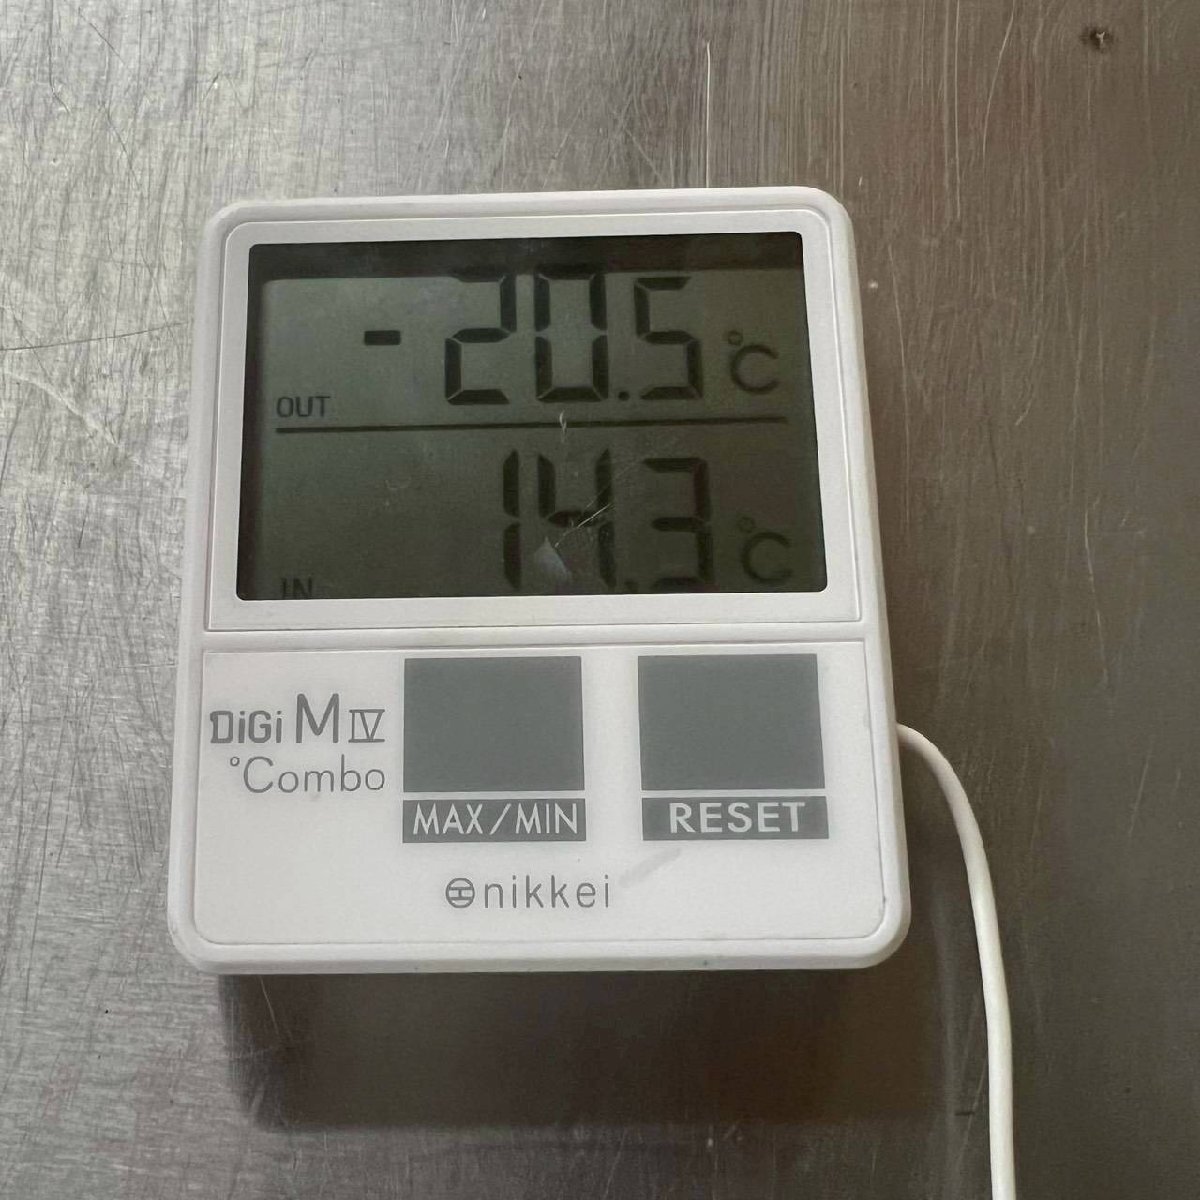 -20.5 °C
OUT
14.3 °C
IN
DiGi M IV
°Combo
MAX/MIN
RESET
nikkei